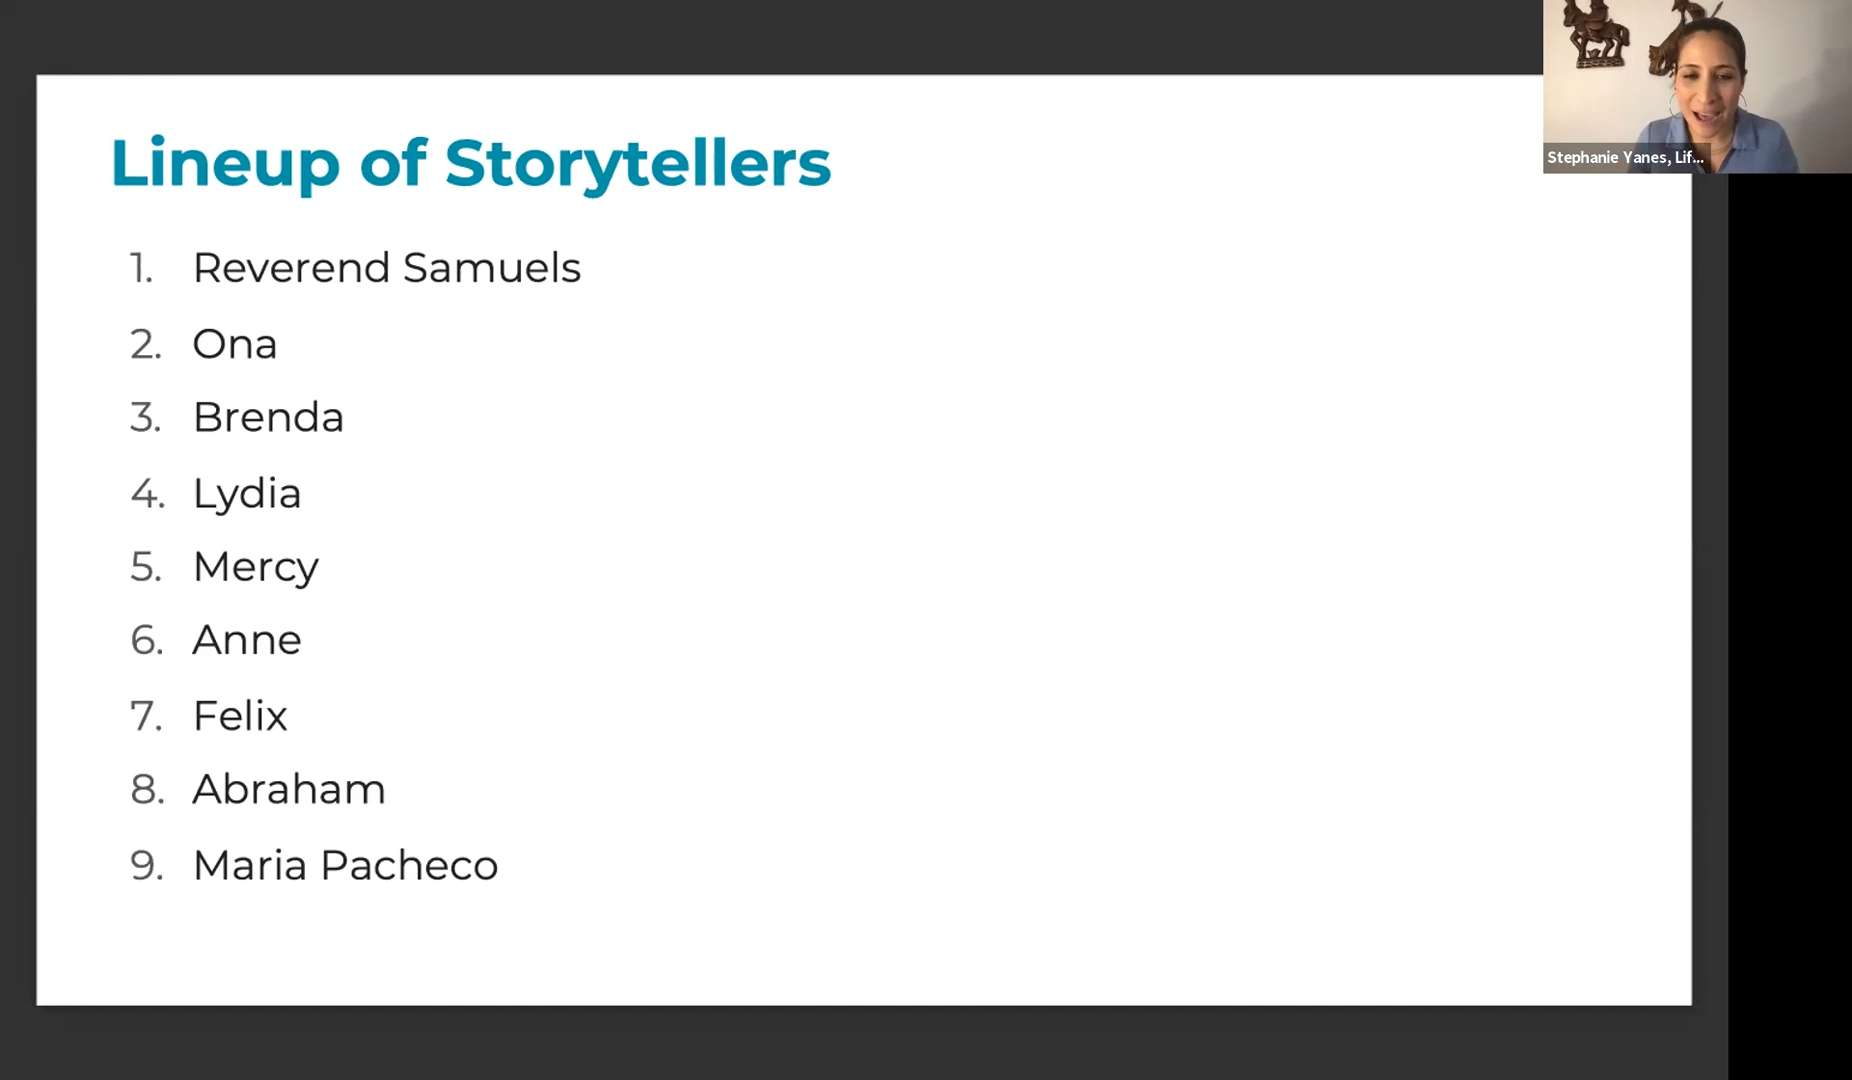 Lineup of Storytellers
1. Reverend Samuels
2. Ona
3. Brenda
4. Lydia
5. Mercy
6. Anne
7. Felix
8. Abraham
9. Maria Pacheco
Stephanie Yanes, Lif...